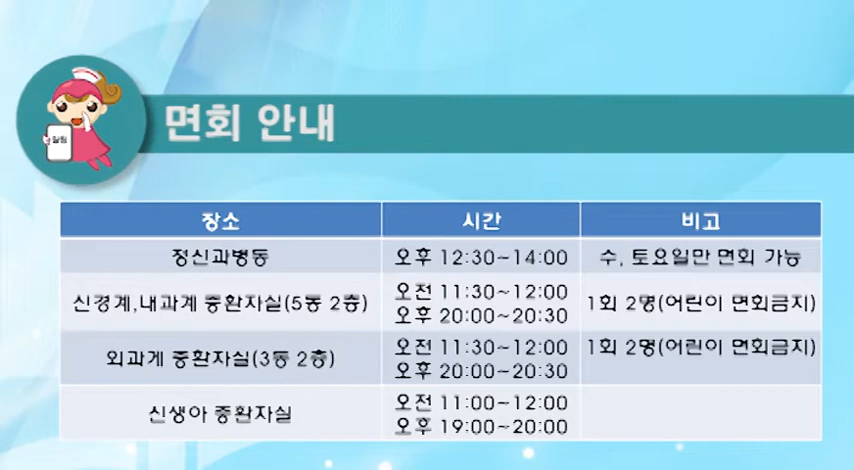 알림
면회 안내
장소 시간 비고
정신과병동 오후 12:30~14:00 수, 토요일만 면회 가능
신경계,내과계 중환자실(5동 2층) 오전 11:30~12:00 1회 2명(어린이 면회금지)
오후 20:00~20:30
외과계 중환자실(3동 2층) 오전 11:30~12:00 1회 2명(어린이 면회금지)
오후 20:00~20:30
신생아 중환자실 오전 11:00~12:00
오후 19:00~20:00